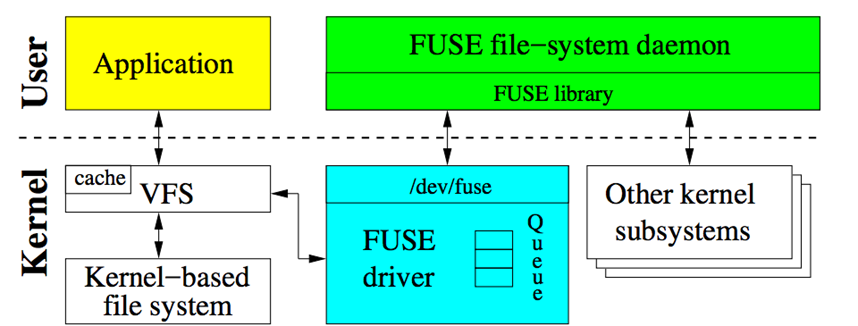 User
Application
FUSE file−system daemon
FUSE library
Kernel
cache
VFS
Kernel−based
file system
/dev/fuse
FUSE
driver
Queue
Other kernel
subsystems